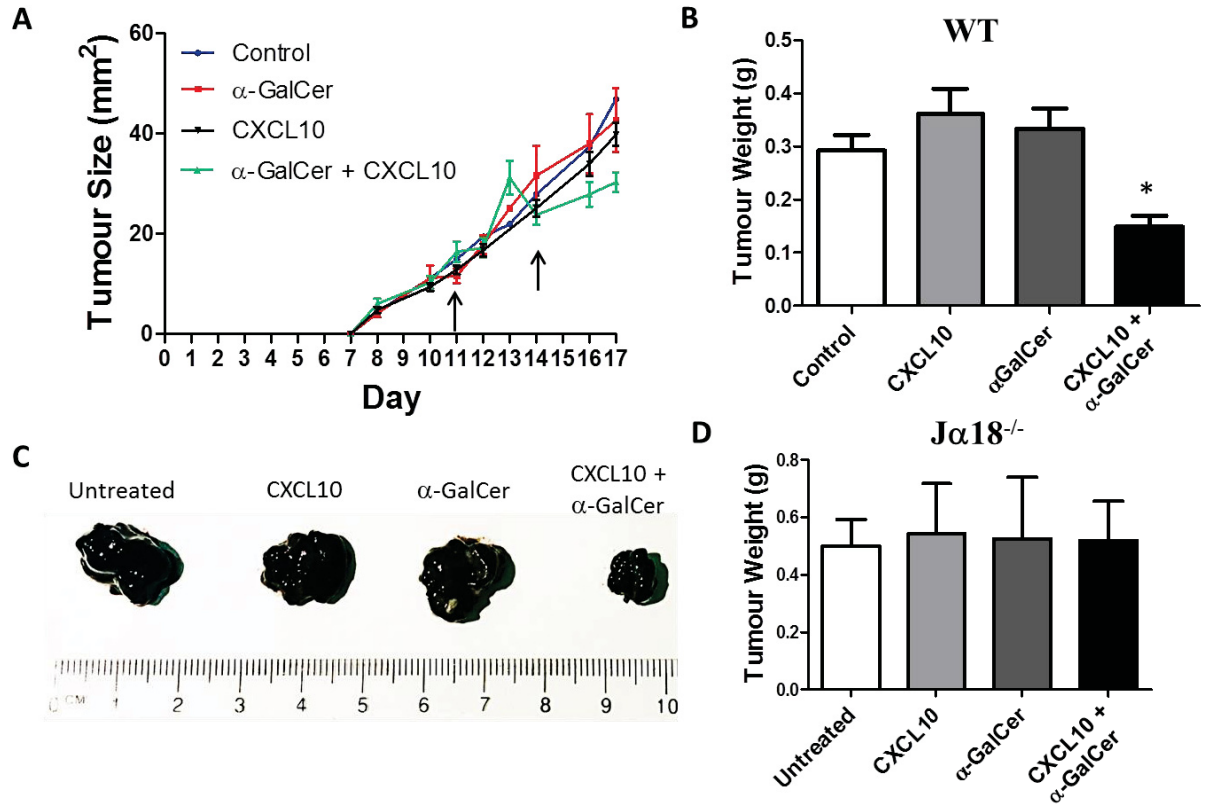 A
Tumour Size (mm²)
60
40
20
0
Control
α-GalCer
CXCL10
α-GalCer + CXCL10
0 1 2 3 4 5 6 7 8 9 10 11 12 13 14 15 16 17
Day
B
WT
Tumour Weight (g)
0.5
0.4
0.3
0.2
0.1
0.0
*
Control
CXCL10
αGalCer
CXCL10 +
α-GalCer
C
Untreated
CXCL10
α-GalCer
CXCL10 +
α-GalCer
0 CM 1 2 3 4 5 6 7 8 9 10
D
Jα18-/-
Tumour Weight (g)
0.8
0.6
0.4
0.2
0.0
Untreated
CXCL10
α-GalCer
CXCL10 +
α-GalCer